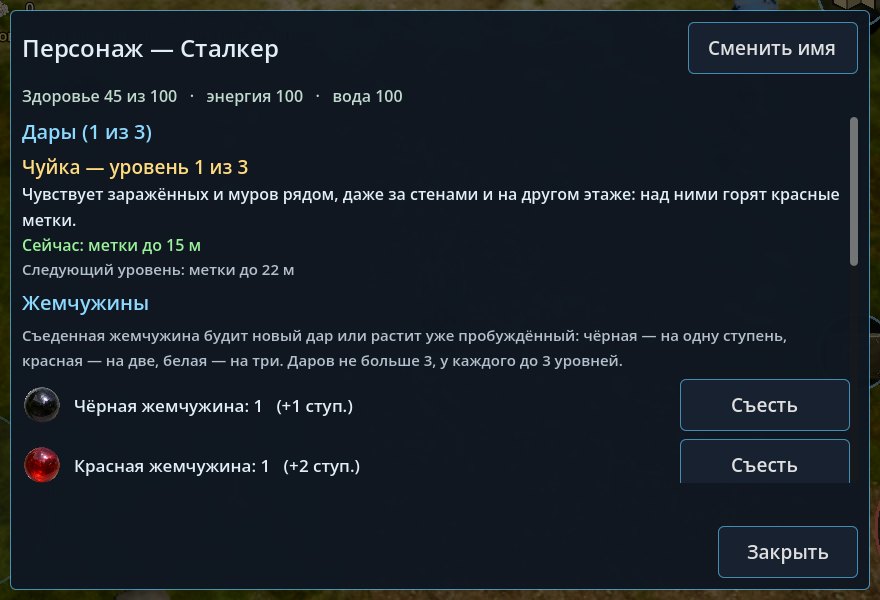 Персонаж — Сталкер
Сменить имя
Здоровье 45 из 100 · энергия 100 · вода 100
Дары (1 из 3)
Чуйка — уровень 1 из 3
Чувствует заражённых и муров рядом, даже за стенами и на другом этаже: над ними горят красные
метки.
Сейчас: метки до 15 м
Следующий уровень: метки до 22 м
Жемчужины
Съеденная жемчужина будит новый дар или растит уже пробуждённый: чёрная — на одну ступень,
красная — на две, белая — на три. Даров не больше 3, у каждого до 3 уровней.
Чёрная жемчужина: 1 (+1 ступ.)
Съесть
Красная жемчужина: 1 (+2 ступ.)
Съесть
Закрыть